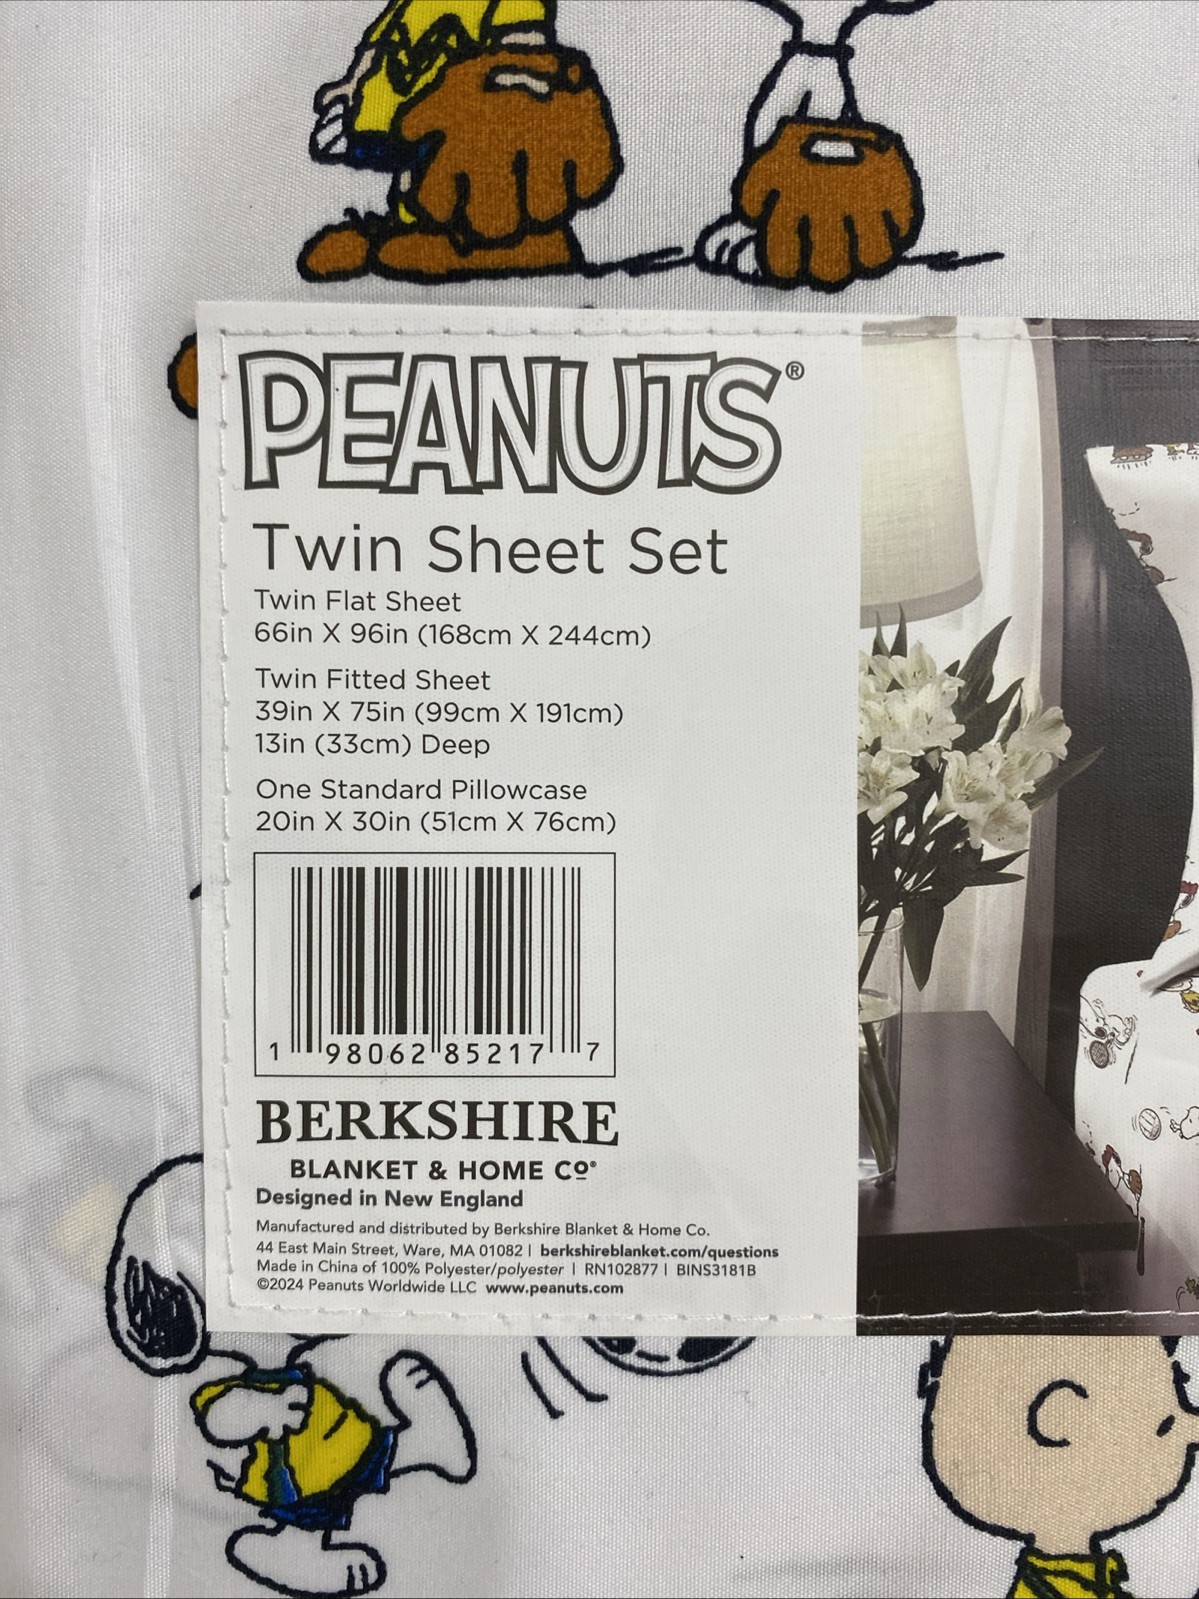 PEANUTS®
Twin Sheet Set
Twin Flat Sheet
66in X 96in (168cm X 244cm)
Twin Fitted Sheet
39in X 75in (99cm X 191cm)
13in (33cm) Deep
One Standard Pillowcase
20in X 30in (51cm X 76cm)
1 98062 85217 7
BERKSHIRE
BLANKET & HOME Cº®
Designed in New England
Manufactured and distributed by Berkshire Blanket & Home Co.
44 East Main Street, Ware, MA 01082 | berkshireblanket.com/questions
Made in China of 100% Polyester/polyester | RN102877 | BINS3181B
©2024 Peanuts Worldwide LLC www.peanuts.com